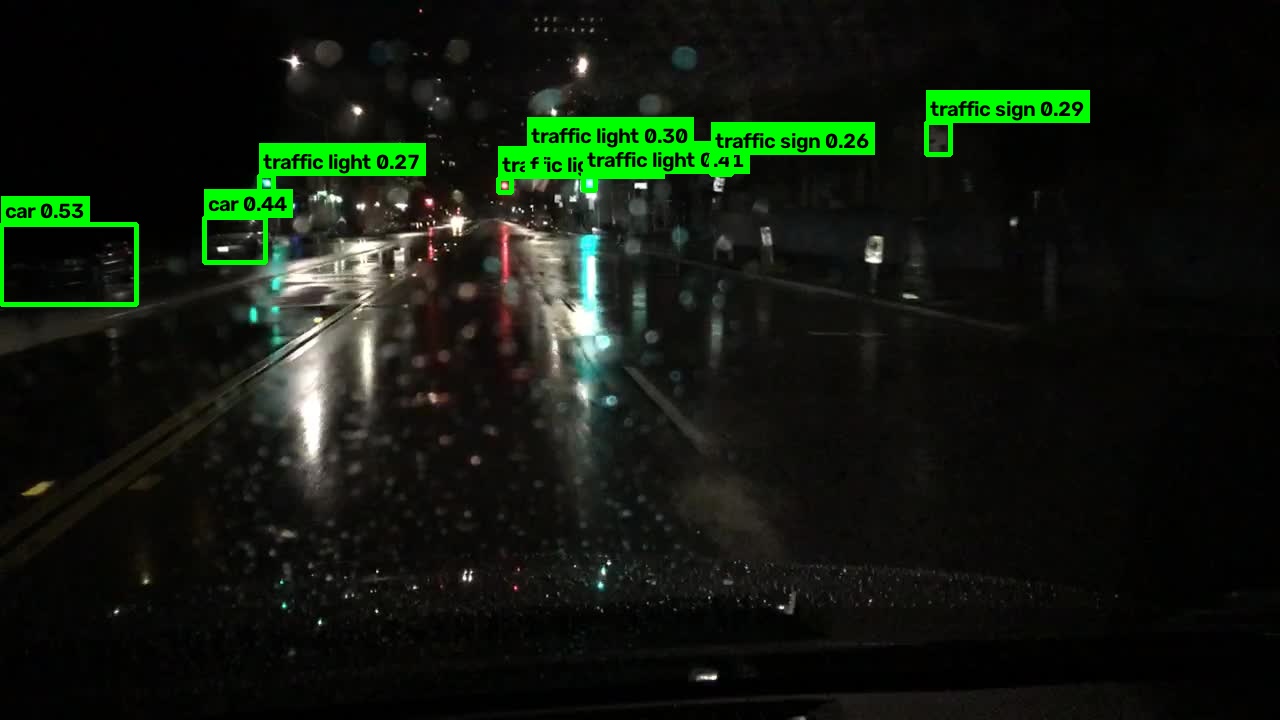 traffic sign 0.29
traffic light 0.30
traffic sign 0.26
traffic light 0.27
traffic light 0.41
car 0.53
car 0.44